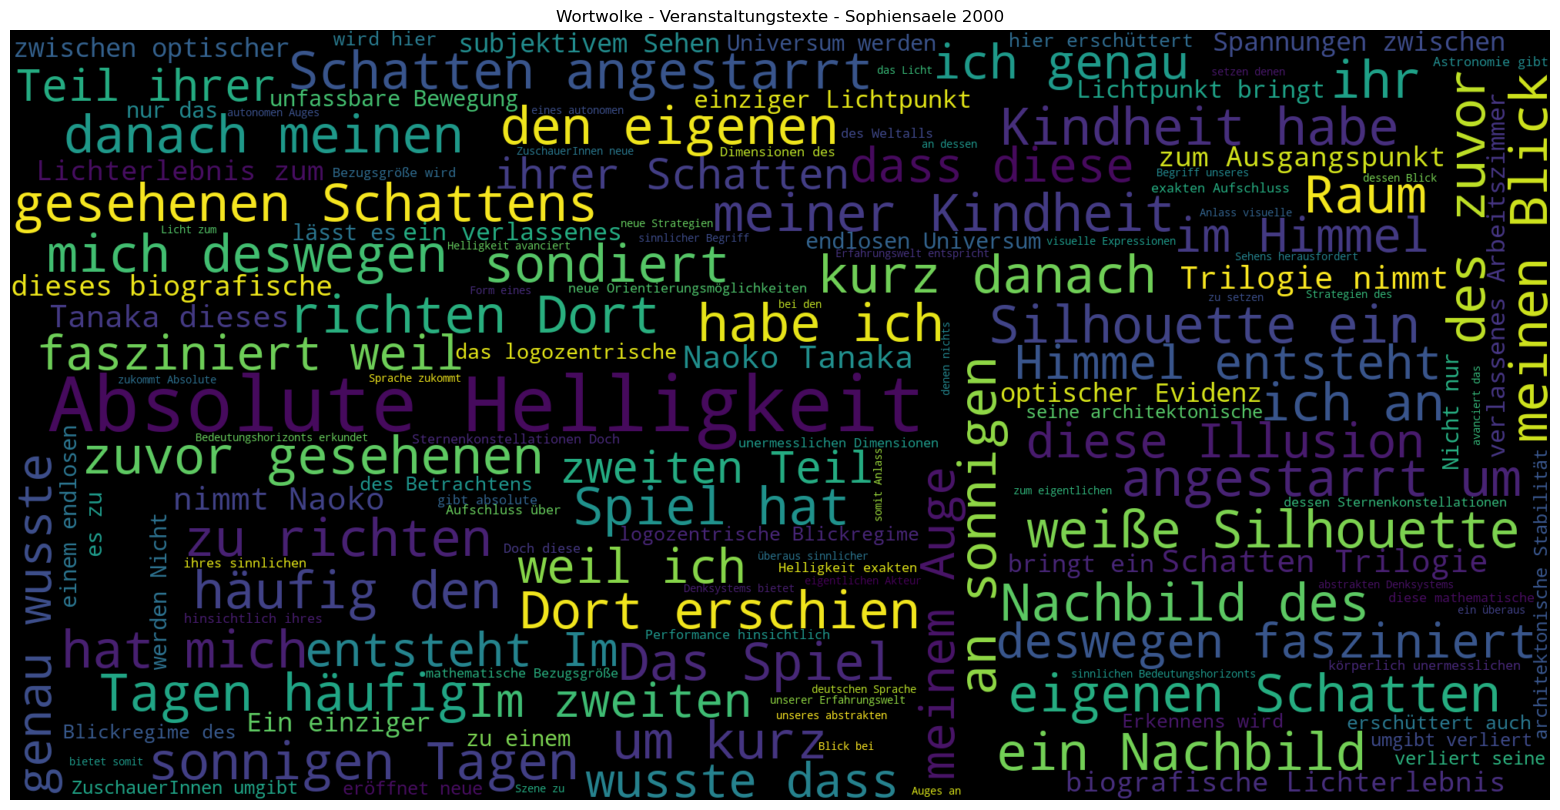 Wortwolke - Veranstaltungstexte - Sophiensaele 2000
zwischen optischer
wird hier
subjektivem Sehen
Universum werden
hier erschüttert
Spannungen zwischen
Schatten angestarrt
das Licht
ich genau
setzen denen
ihr
Astronomie gibt
Teil ihrer
unfassbare Bewegung
einziger Lichtpunkt
Lichtpunkt bringt
nur das
autonomen Auges
eines autonomen
den eigenen
des Weltalls
Kindheit habe
zuvor
des
meinen Blick
verlassenes Arbeitszimmer
danach meinen
ZuschauerInnen neue
Dimensionen des
an dessen
zum Ausgangspunkt
Lichterlebnis zum
Bezugsgröße wird
ihrer Schatten
dass diese
Begriff unseres
dessen Blick
exakten Aufschluss
Raum
gesehenen Schattens
meiner Kindheit
Anlass visuelle
im Himmel
Licht zum
lässt es
ein verlassenes
neue Strategien
sinnlicher Begriff
endlosen Universum
visuelle Expressionen
mich deswegen
Helligkeit avanciert
sondiert
Erfahrungswelt entspricht
Sehens herausfordert
kurz danach
Trilogie nimmt
dieses biografische
Form eines
neue Orientierungsmöglichkeiten
bei den
zu setzen
Strategien des
Tanaka dieses
richten Dort
habe ich
Silhouette ein
denen nichts
fasziniert weil
das logozentrische
Naoko Tanaka
Himmel entsteht
Nicht nur
avanciert das
zukommt Absolute
Sprache zukommt
Absolute Helligkeit
an sonnigen
optischer Evidenz
ich an
seine architektonische
Bedeutungshorizonts erkundet
Sternenkonstellationen Doch
unermesslichen Dimensionen
diese Illusion
zuvor gesehenen
zweiten Teil
somit Anlass
genau wusste
einem endlosen
des Betrachtens
angestarrt um
zum eigentlichen
dessen Sternenkonstellationen
architektonische Stabilität
nimmt Naoko
gibt absolute
Aufschluss über
Spiel hat
es zu
werden Nicht
zu richten
logozentrische Blickregime
weiße Silhouette
Doch diese
überaus sinnlicher
meinem Auge
ihres sinnlichen
weil ich
Helligkeit exakten
bringt ein
Schatten Trilogie
häufig den
eigentlichen Akteur
Denksystems bietet
abstrakten Denksystems
diese mathematische
Dort erschien
Nachbild des
ein überaus
hinsichtlich ihres
Performance hinsichtlich
hat mich
entsteht Im
Das Spiel
deswegen fasziniert
körperlich unermesslichen
mathematische Bezugsgröße
sinnlichen Bedeutungshorizonts
Tagen häufig
Im zweiten
deutschen Sprache
unserer Erfahrungswelt
eigenen Schatten
unseres abstrakten
Ein einziger
Erkennens wird
erschüttert auch
Blickregime des
zu einem
um kurz
Blick bei
umgibt verliert
ein Nachbild
verliert seine
bietet somit
sonnigen Tagen
wusste dass
biografische Lichterlebnis
ZuschauerInnen umgibt
eröffnet neue
Szene zu
Auges an